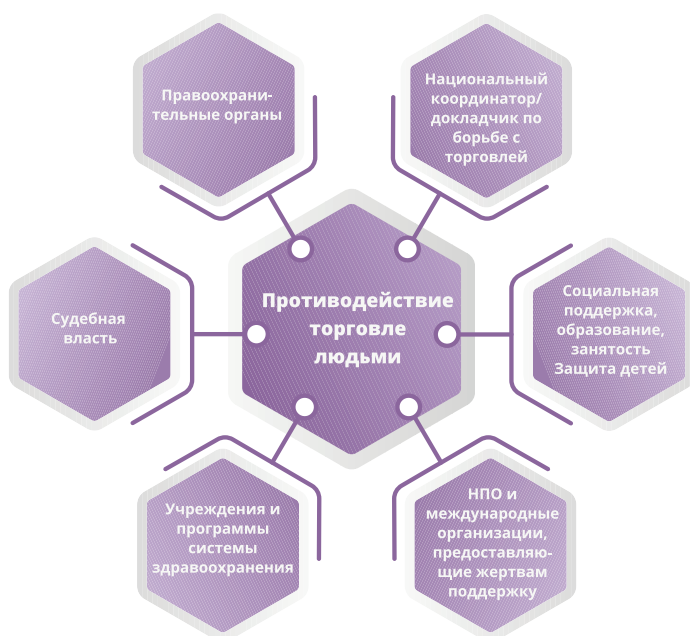 Правоохрани-
тельные органы
Национальный
координатор/
докладчик по
борьбе с
торговлей
Противодействие
торговле
людьми
Судебная
власть
Социальная
поддержка,
образование,
занятость
Защита детей
Учреждения и
программы
системы
здравоохранения
НПО и
международные
организации,
предоставляю-
щие жертвам
поддержку